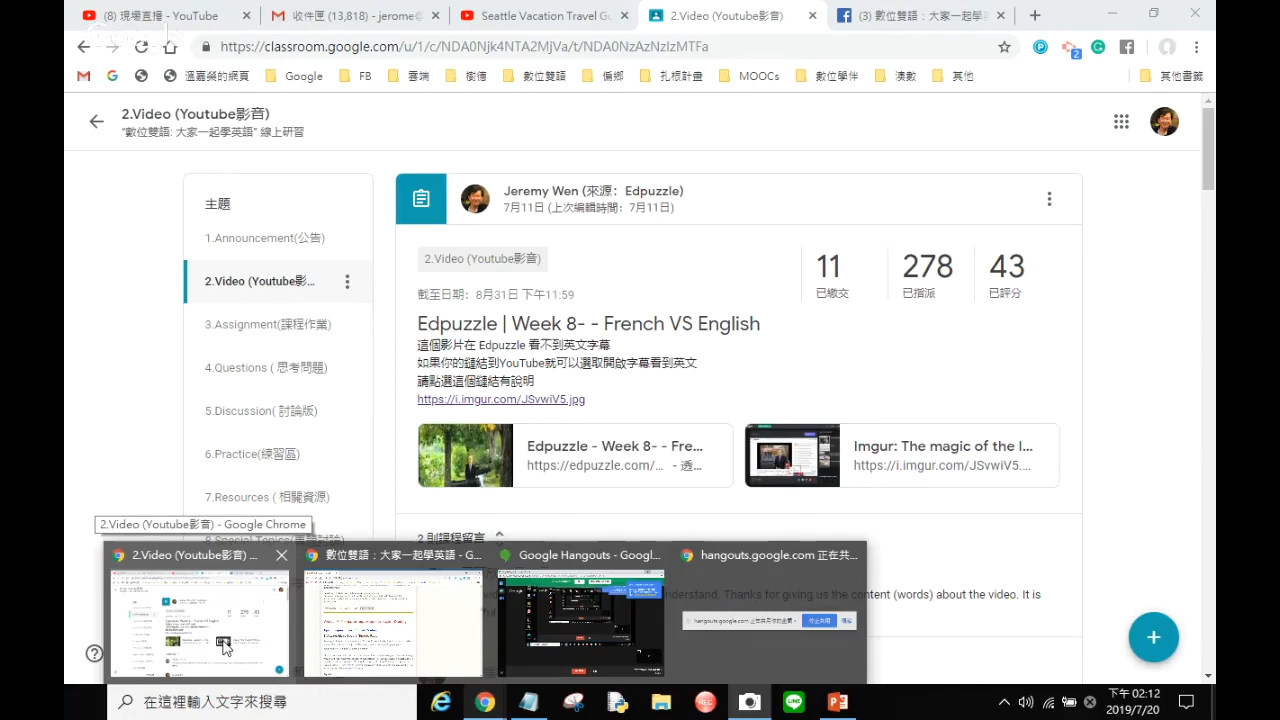 (8) 現場直播 - YouTube
收件匣 (13,818) - jerome@
Seattle Vacation Travel Gu
2.Video (Youtube影音)
(3) 數位雙語：大家一起學
https://classroom.google.com/u/1/c/NDA0Njk4NTA2MjVa/t/NDA0NzAzNzIzMTFa
2
溫嘉榮的網頁
Google
FB
雲端
樹德
數位雙語
偏鄉
扎根計畫
MOOCs
數位學伴
澳數
其他
其他書籤
2.Video (Youtube影音)
"數位雙語: 大家一起學英語" 線上研習
主題
1.Announcement(公告)
2.Video (Youtube影...
3.Assignment(課程作業)
4.Questions ( 思考問題)
5.Discussion( 討論版)
6.Practice(練習區)
7.Resources ( 相關資源)
Jeremy Wen (來源：Edpuzzle)
7月11日 (上次編輯時間：7月11日)
2.Video (Youtube影音)
11
已繳交
278
已指派
43
已評分
截至日期：8月31日 下午11:59
Edpuzzle | Week 8- - French VS English
這個影片在 Edpuzzle 看不到英文字幕
如果你的鏈結到YouTube就可以選取開啟字幕看到英文
請點選這個鏈結有說明
https://i.imgur.com/JSvwiV5.jpg
Edpuzzle - Week 8- - Fre...
https://edpuzzle.com/... - 透...
Imgur: The magic of the I...
https://i.imgur.com/JSvwiV5....
2 則課程留言
2.Video (Youtube影音) - Google Chrome
2.Video (Youtube影音) ...
數位雙語：大家一起學英語 - G...
Google Hangouts - Googl...
hangouts.google.com 正在共...
understand. Thanks for giving us the content (words) about the video. It is
停止共用
在這裡輸入文字來搜尋
REC
LINE
下午 02:12
2019/7/20